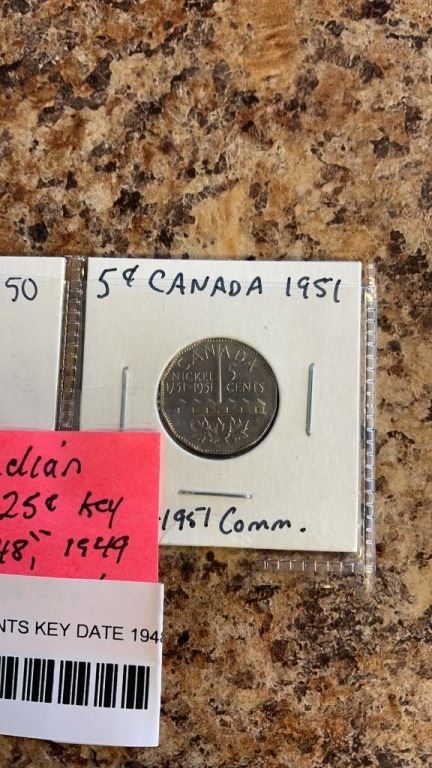 50
5¢ CANADA 1951
CANADA
NICKEL 5
1751-1951 CENTS
-1951 Comm.
25¢ Key
48, 1949
NTS KEY DATE 194